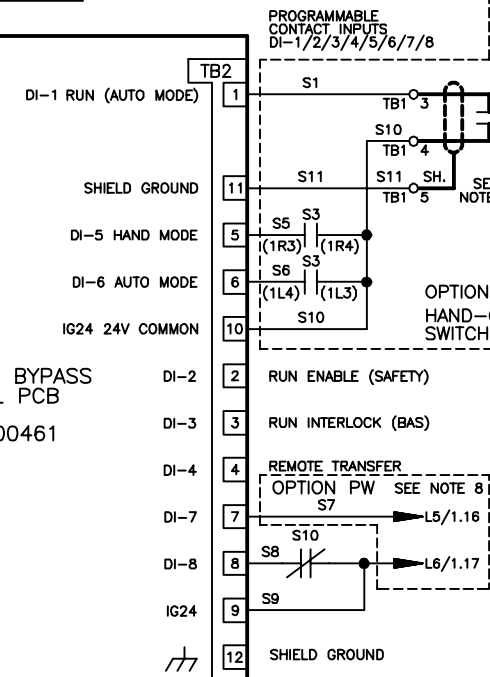 PROGRAMMABLE
CONTACT INPUTS
DI-1/2/3/4/5/6/7/8
TB2
DI-1 RUN (AUTO MODE) 1 S1 TB1 3
S10 TB1 4
SHIELD GROUND 11 S11 S11 SH. TB1 5
SE
NOTE
DI-5 HAND MODE 5 S5 S3
(1R3) (1R4)
DI-6 AUTO MODE 6 S6 S3
(1L4) (1L3)
IG24 24V COMMON 10 S10
OPTION
HAND-
SWITCH
BYPASS
PCB
00461
DI-2 2 RUN ENABLE (SAFETY)
DI-3 3 RUN INTERLOCK (BAS)
DI-4 4 REMOTE TRANSFER
OPTION PW SEE NOTE 8
DI-7 7 S7 L5/1.16
DI-8 8 S8 S10 L6/1.17
IG24 9 S9
12 SHIELD GROUND